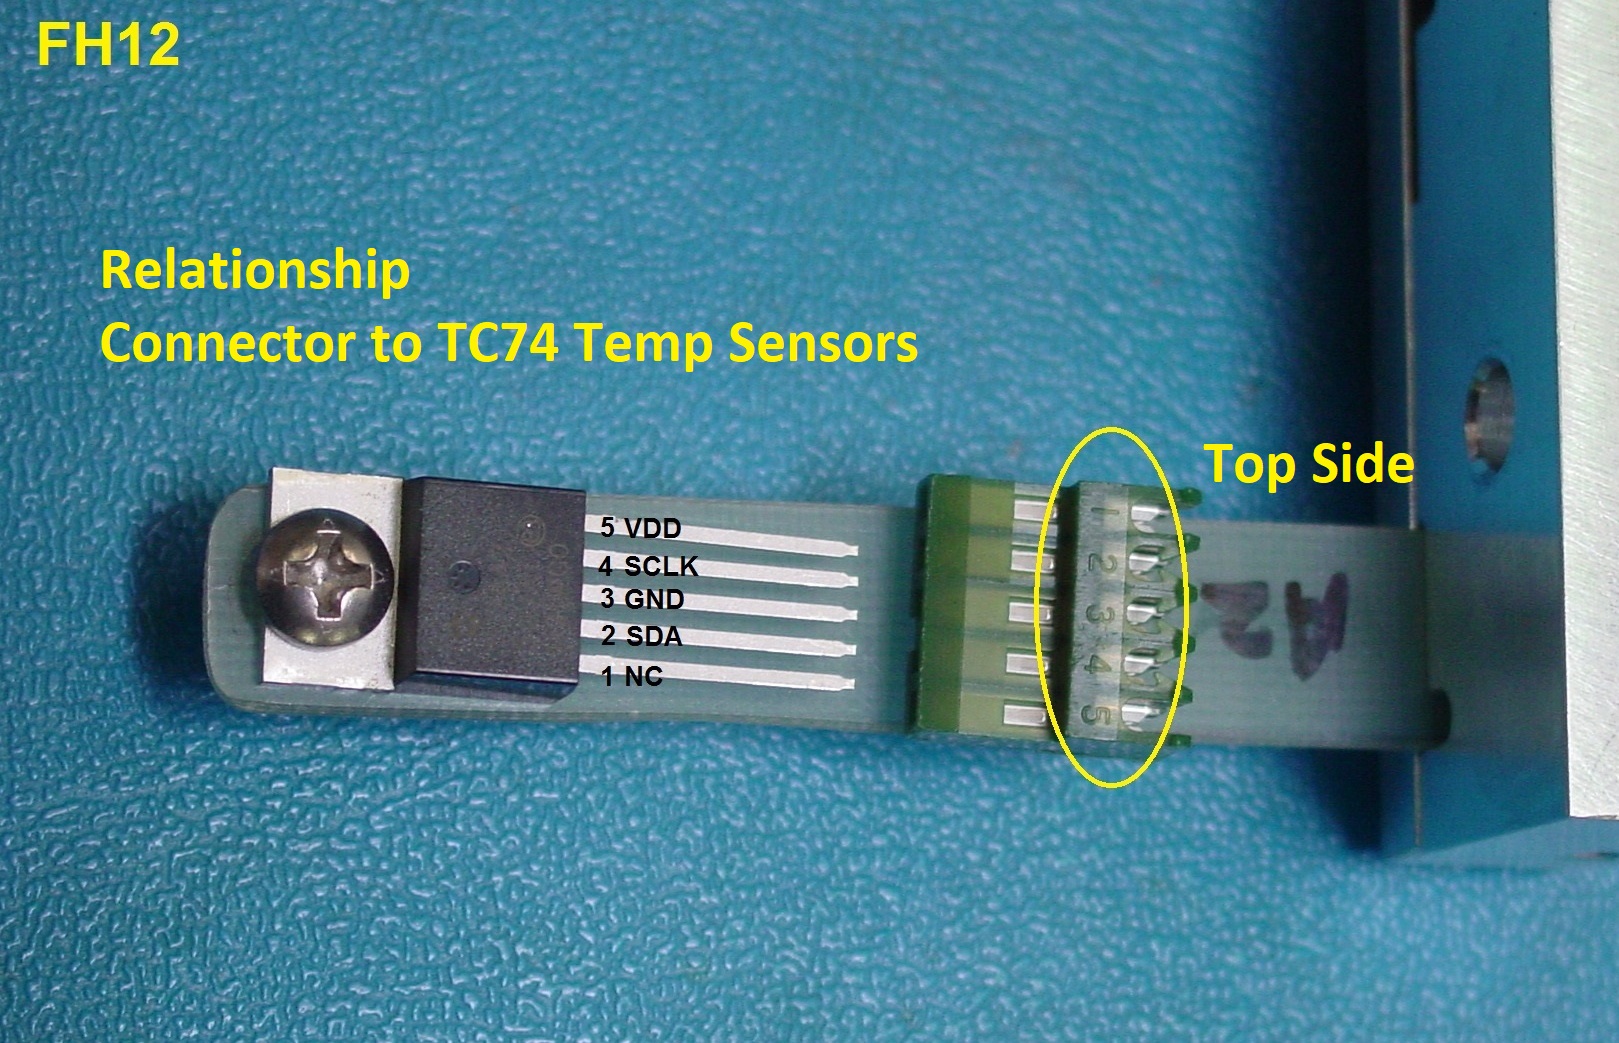 FH12
Relationship
Connector to TC74 Temp Sensors
Top Side
5 VDD
4 SCLK
3 GND
2 SDA
1 NC
1
2
3
4
5